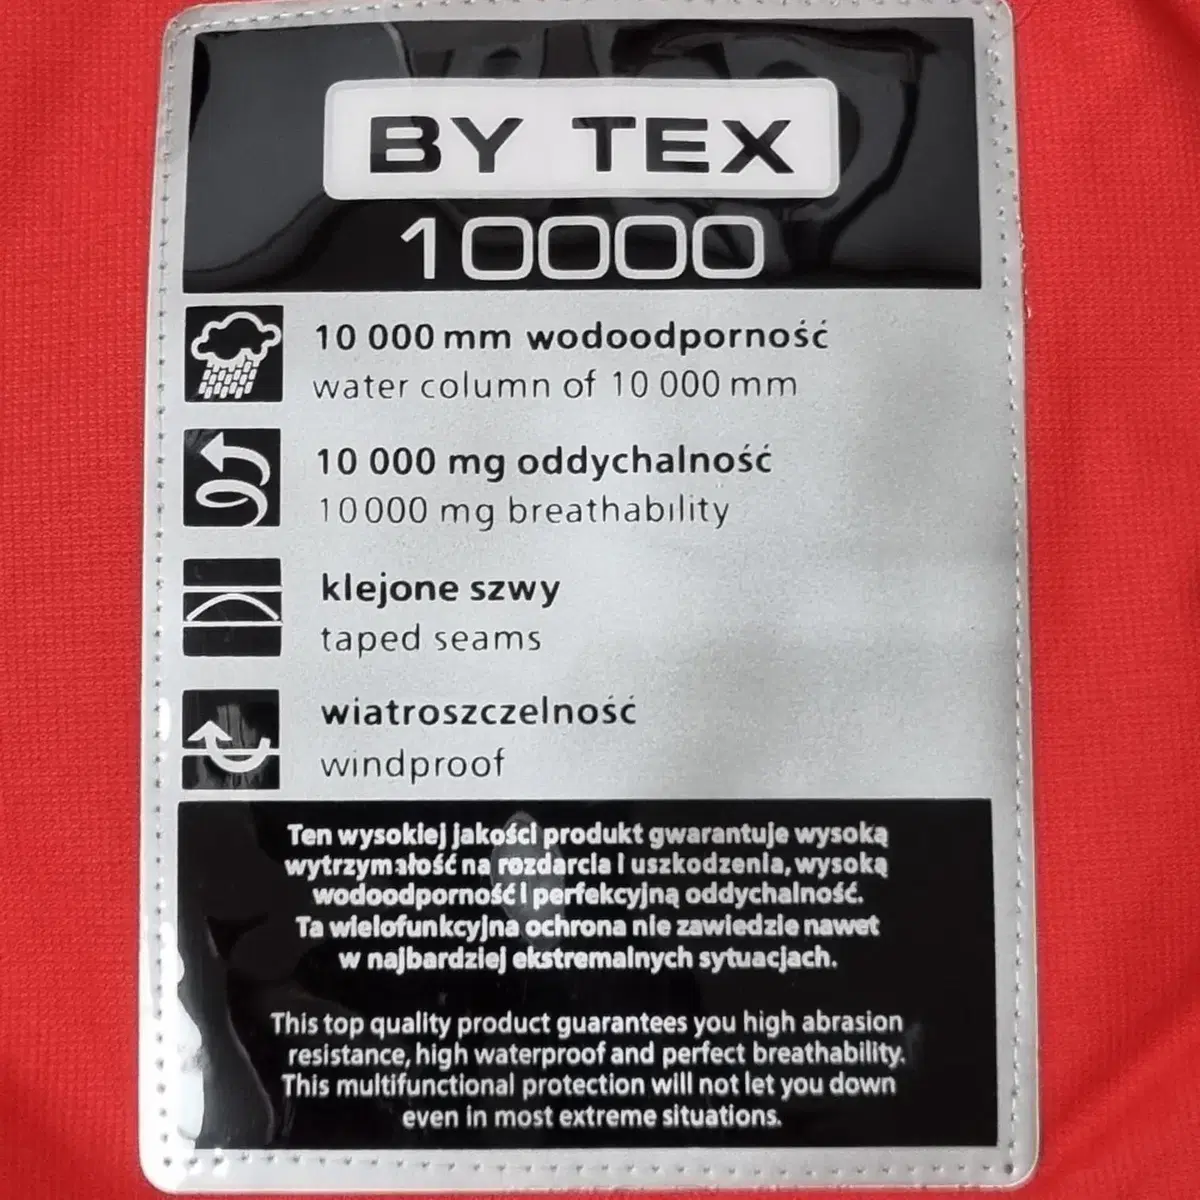 BY TEX
10000
10 000 mm wodoodporność
water column of 10 000 mm
10 000 mg oddychalność
10000 mg breathability
klejone szwy
taped seams
wiatroszczelność
windproof
Ten wysokiej jakości produkt gwarantuje wysoką
wytrzymałość na rozdarcia i uszkodzenia, wysoką
wodoodporność i perfekcyjną oddychalność.
Ta wielofunkcyjna ochrona nie zawiedzie nawet
w najbardziej ekstremalnych sytuacjach.
This top quality product guarantees you high abrasion
resistance, high waterproof and perfect breathability.
This multifunctional protection will not let you down
even in most extreme situations.